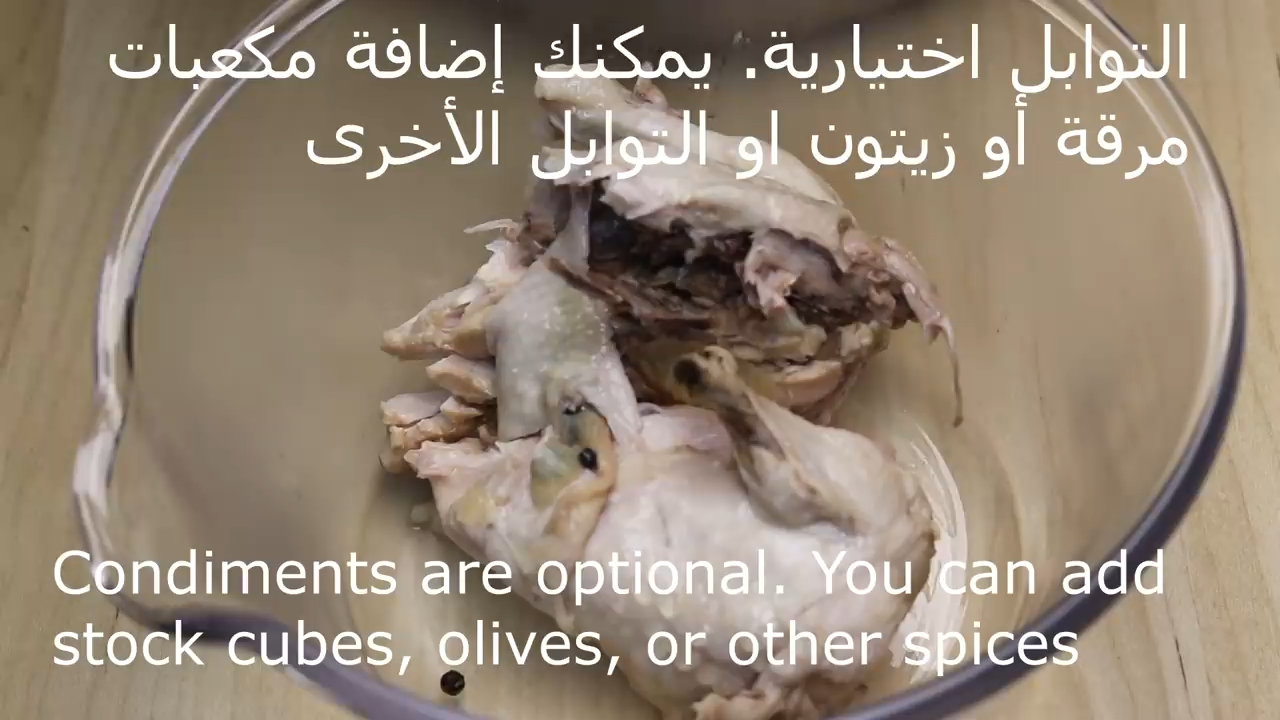 التوابل اختيارية. يمكنك إضافة مكعبات
مرقة أو زيتون او التوابل الأخرى
Condiments are optional. You can add
stock cubes, olives, or other spices